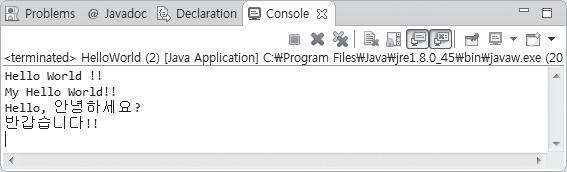 Problems @ Javadoc Declaration Console
<terminated> HelloWorld (2) [Java Application] C:₩Program Files₩Java₩jre1.8.0_45₩bin₩javaw.exe (20
Hello World !!
My Hello World!!
Hello, 안녕하세요?
반갑습니다!!